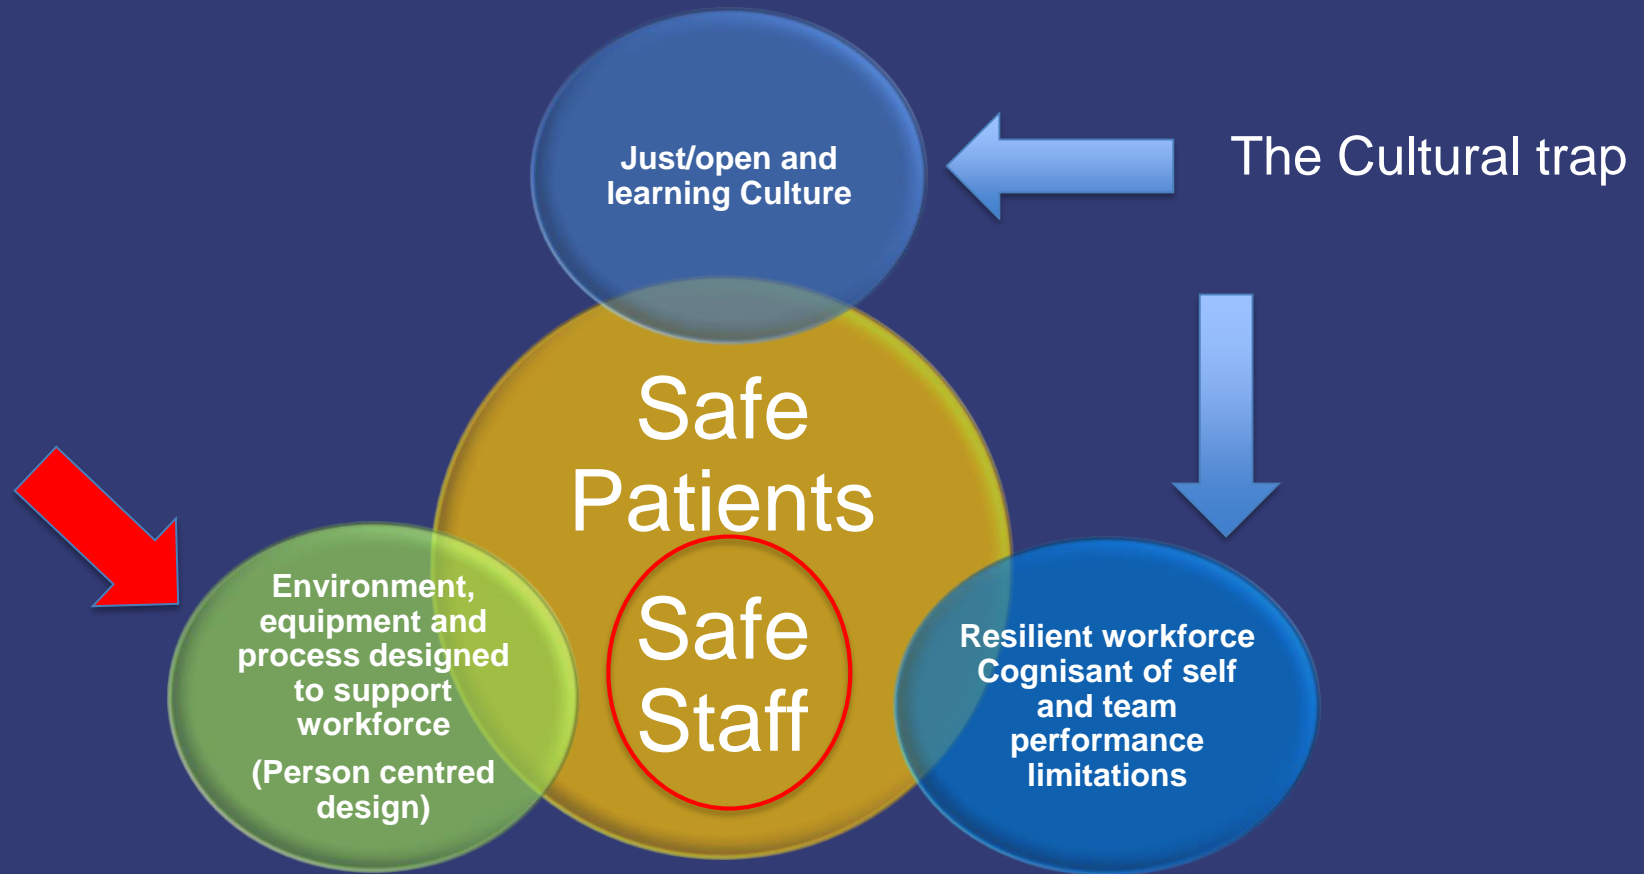 Just/open and
learning Culture
The Cultural trap
Safe
Patients
Safe
Staff
Environment,
equipment and
process designed
to support
workforce
(Person centred
design)
Resilient workforce
Cognisant of self
and team
performance
limitations